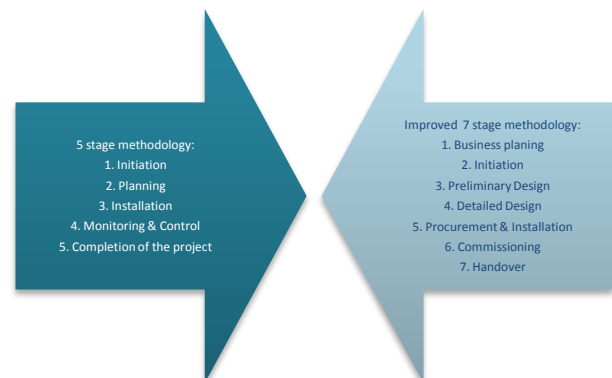 5 stage methodology:
1. Initiation
2. Planning
3. Installation
4. Monitoring & Control
5. Completion of the project
Improved 7 stage methodology:
1. Business planing
2. Initiation
3. Preliminary Design
4. Detailed Design
5. Procurement & Installation
6. Commissioning
7. Handover